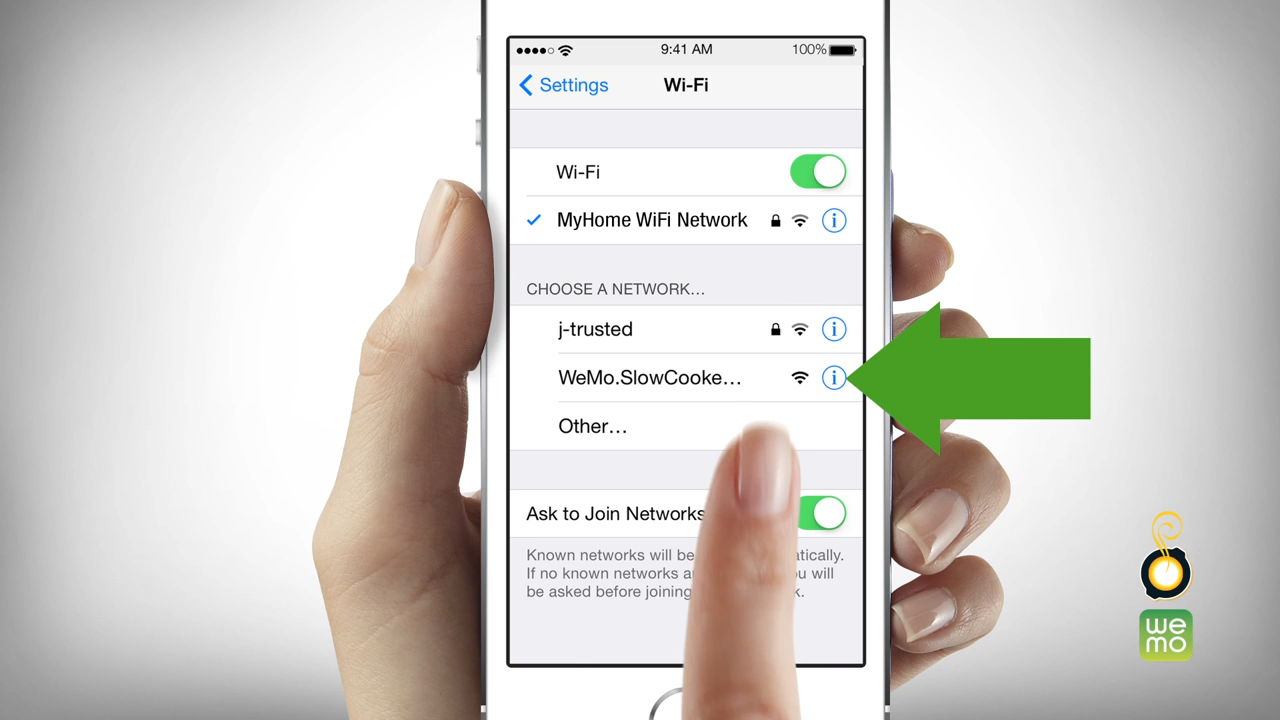 9:41 AM 100%
Settings Wi-Fi
Wi-Fi
MyHome WiFi Network
CHOOSE A NETWORK...
j-trusted
WeMo.SlowCooke...
Other...
Ask to Join Networks
Known networks will be
If no known networks will
be asked before joining
we
mo